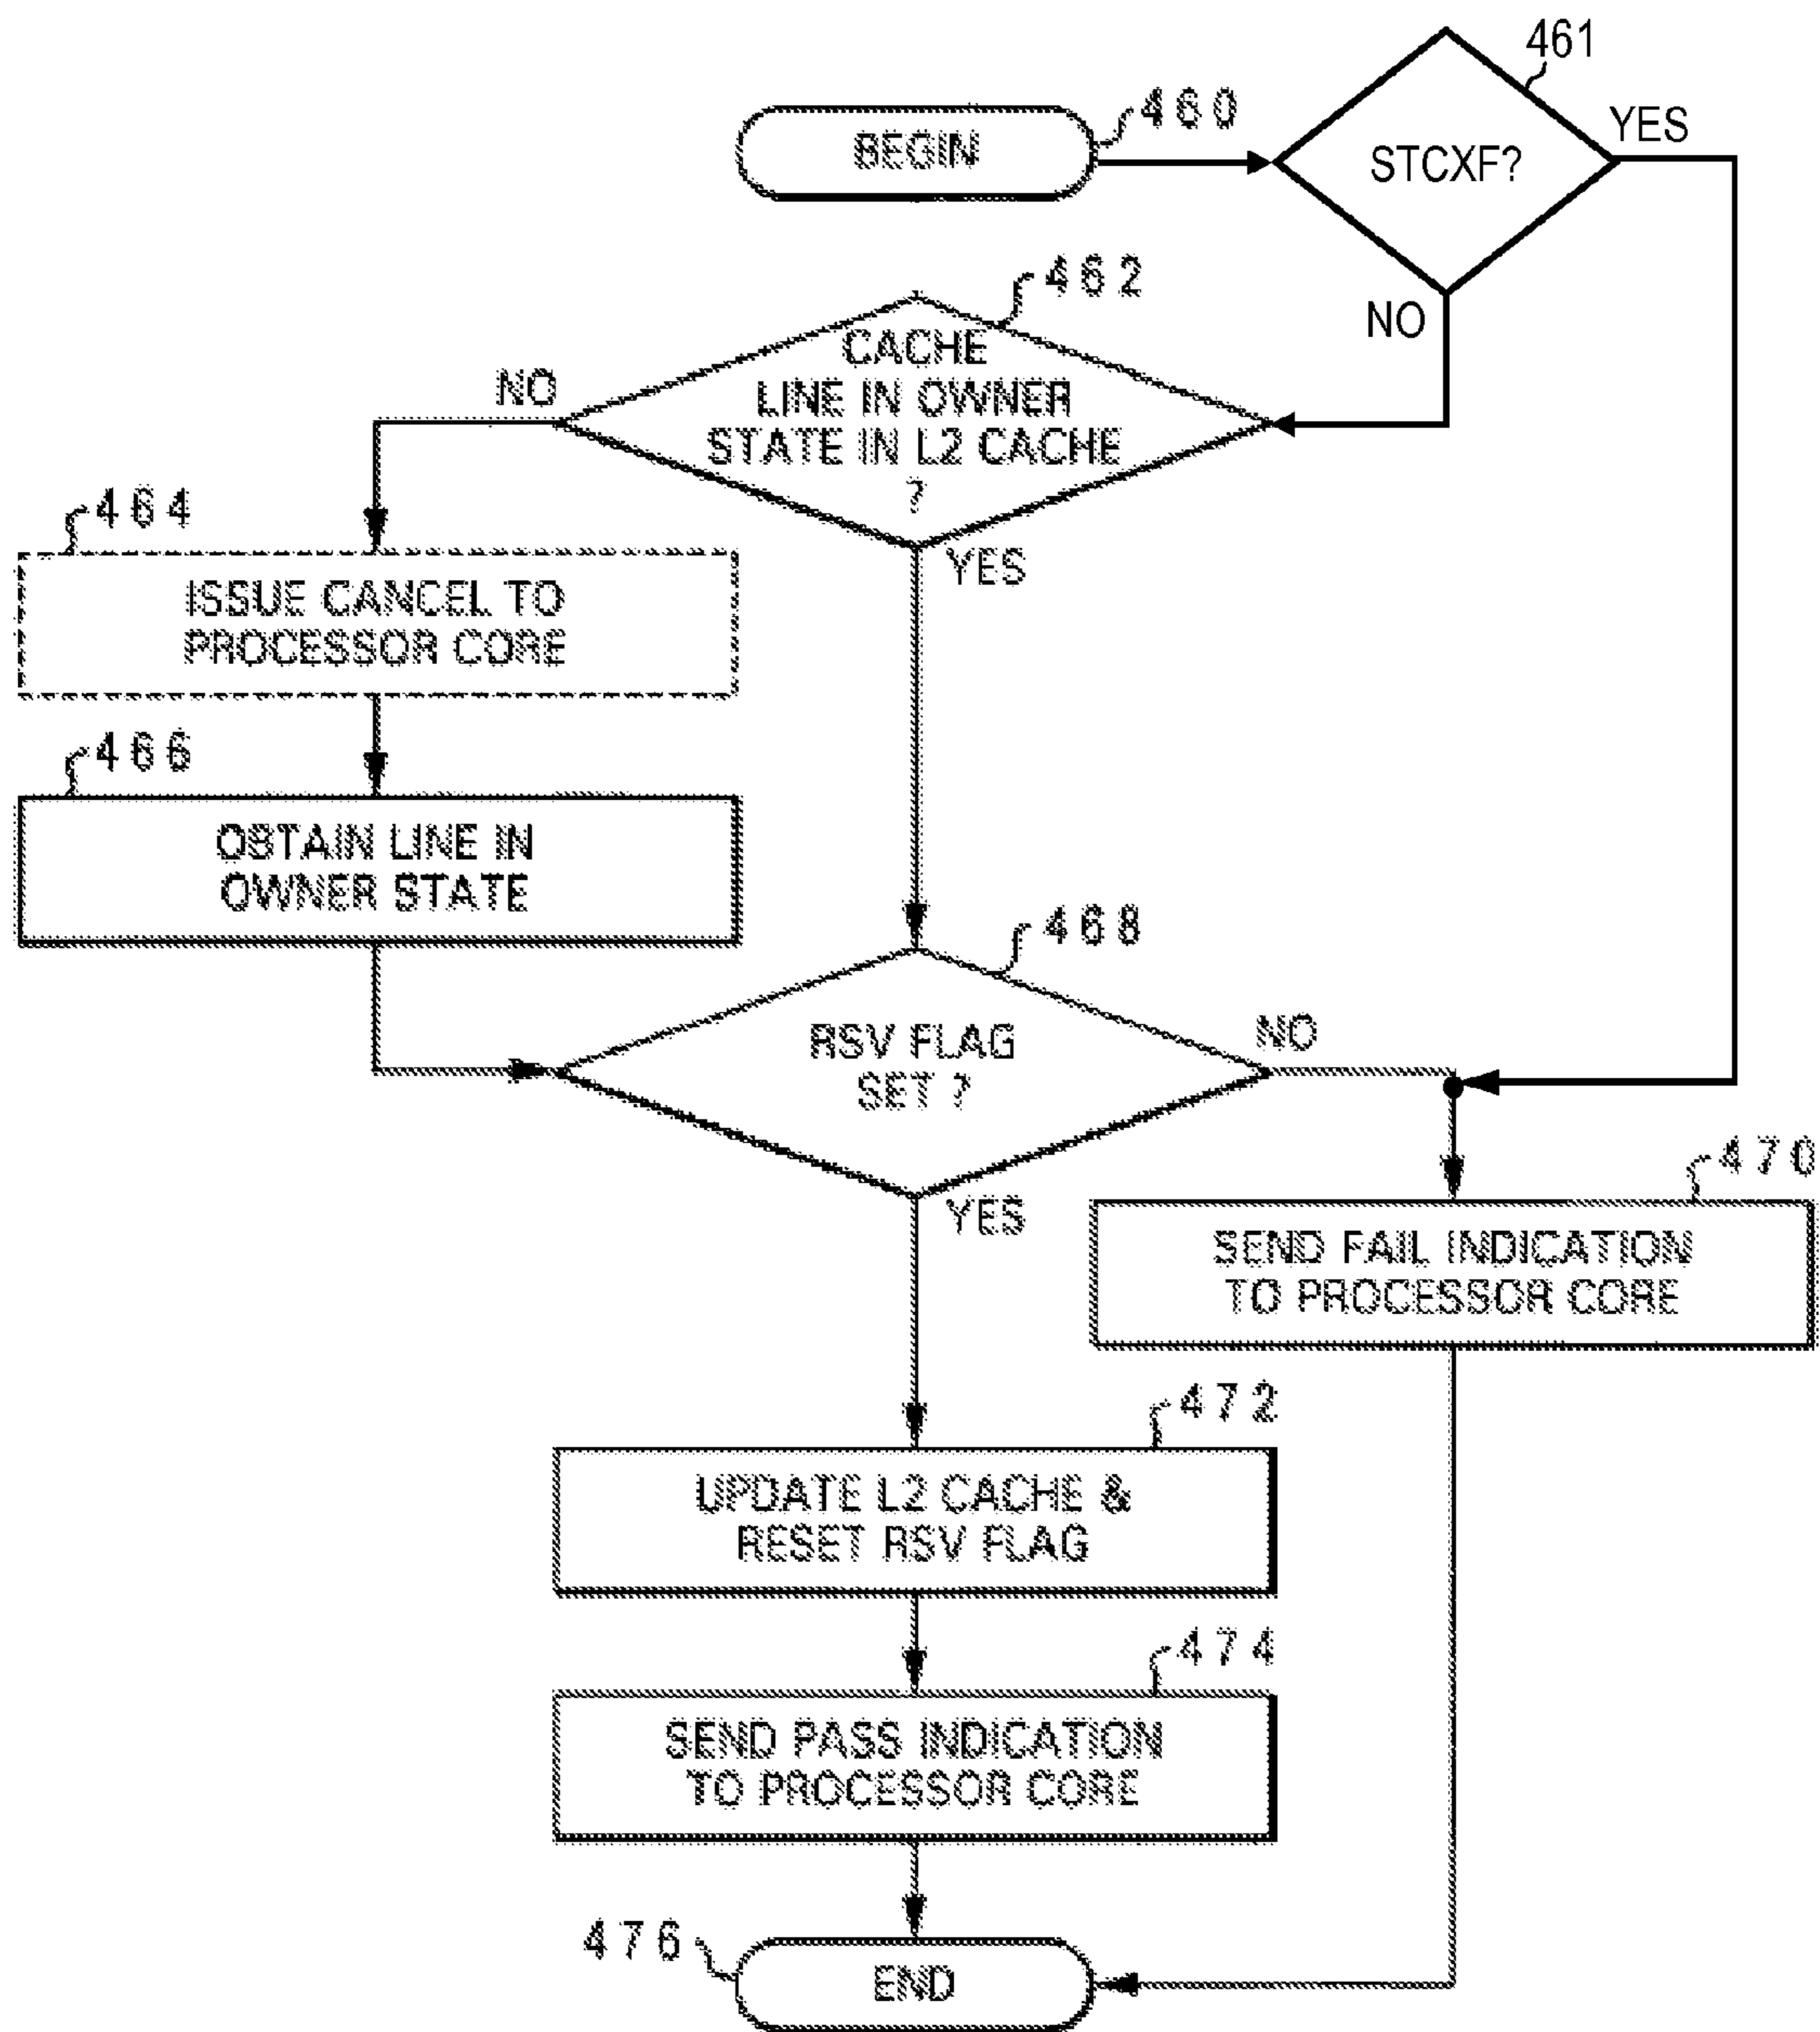 461
460
BEGIN
STCXF?
YES
NO
462
CACHE
LINE IN OWNER
STATE IN L2 CACHE
?
NO
YES
464
ISSUE CANCEL TO
PROCESSOR CORE
466
OBTAIN LINE IN
OWNER STATE
468
RSV FLAG
SET ?
NO
YES
470
SEND FAIL INDICATION
TO PROCESSOR CORE
472
UPDATE L2 CACHE &
RESET RSV FLAG
474
SEND PASS INDICATION
TO PROCESSOR CORE
476
END